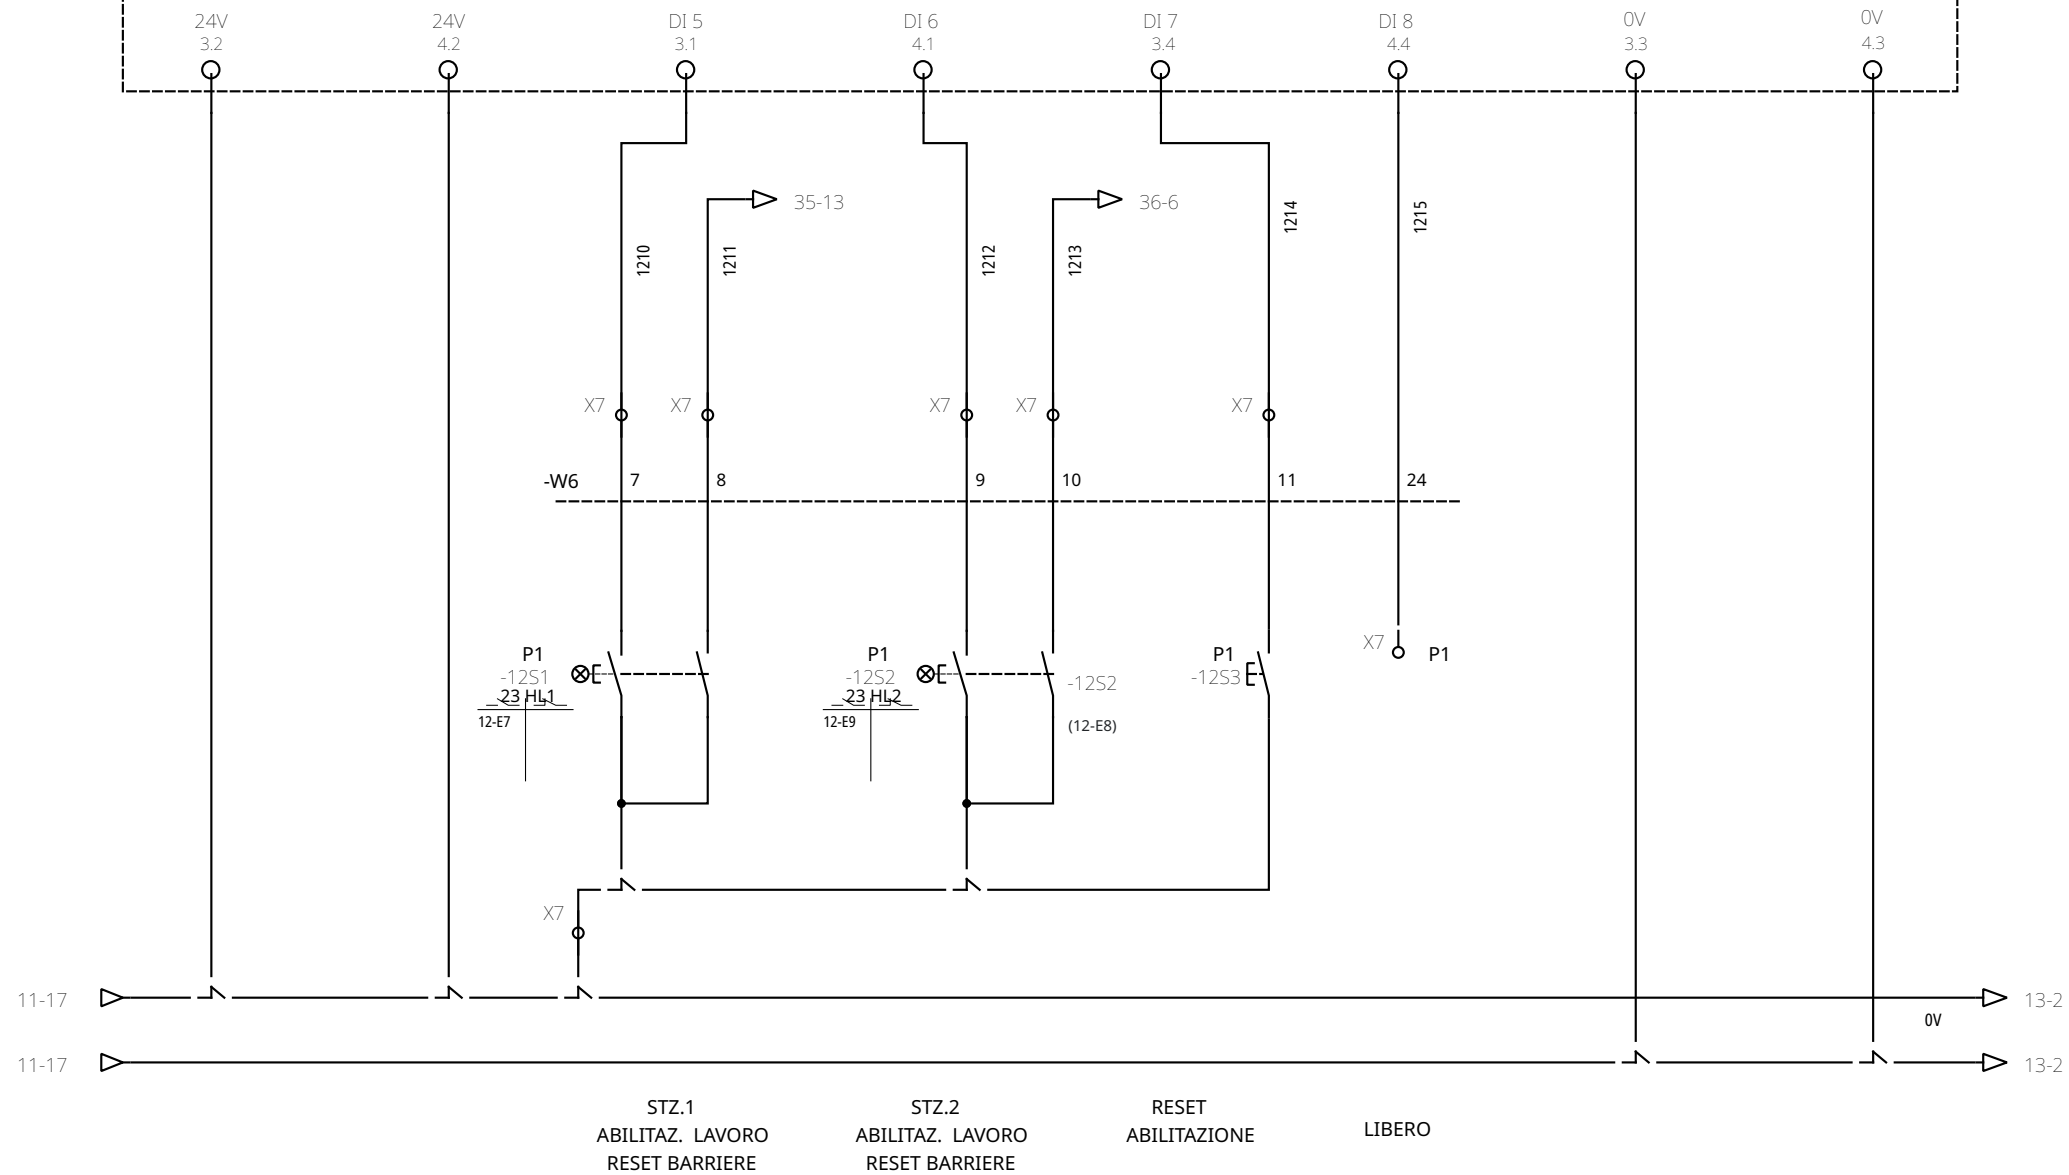 24V 24V DI 5 DI 6 DI 7 DI 8 0V 0V
3.2 4.2 3.1 4.1 3.4 4.4 3.3 4.3
35-13 36-6
1210 1211 1212 1213 1214 1215
X7 X7 X7 X7 X7
-W6 7 8 9 10 11 24
X7 P1
P1 P1 P1
-12S1 -12S2 -12S2 -12S3
23 HL1 23 HL2
12-E7 12-E9 (12-E8)
X7
11-17 13-2
0V
11-17 13-2
STZ.1 STZ.2 RESET
ABILITAZ. LAVORO ABILITAZ. LAVORO ABILITAZIONE LIBERO
RESET BARRIERE RESET BARRIERE